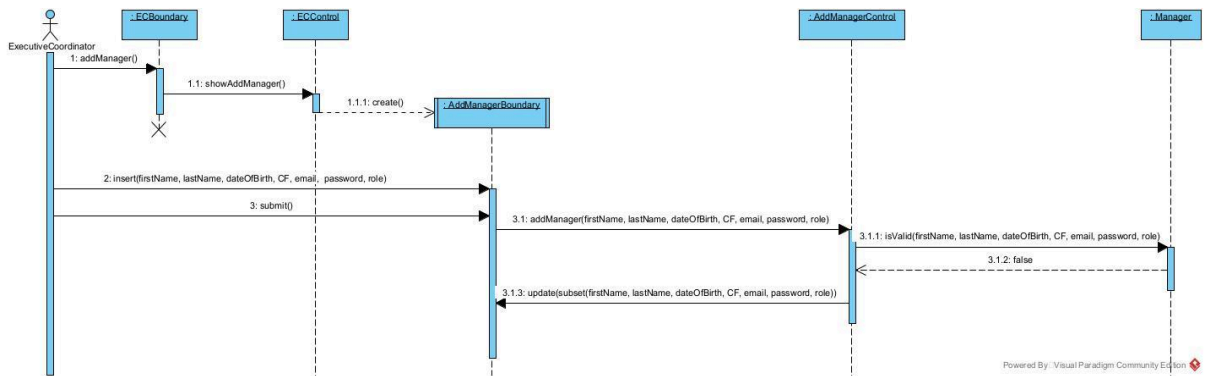 : ECBoundary
: ECControl
: AddManagerControl
: Manager
ExecutiveCoordinator
1: addManager()
1.1: showAddManager()
1.1.1: create()
: AddManagerBoundary
2: insert(firstName, lastName, dateOfBirth, CF, email, password, role)
3: submit()
3.1: addManager(firstName, lastName, dateOfBirth, CF, email, password, role)
3.1.1: isValid(firstName, lastName, dateOfBirth, CF, email, password, role)
3.1.2: false
3.1.3: update(subset(firstName, lastName, dateOfBirth, CF, email, password, role))
Powered By: Visual Paradigm Community Edition